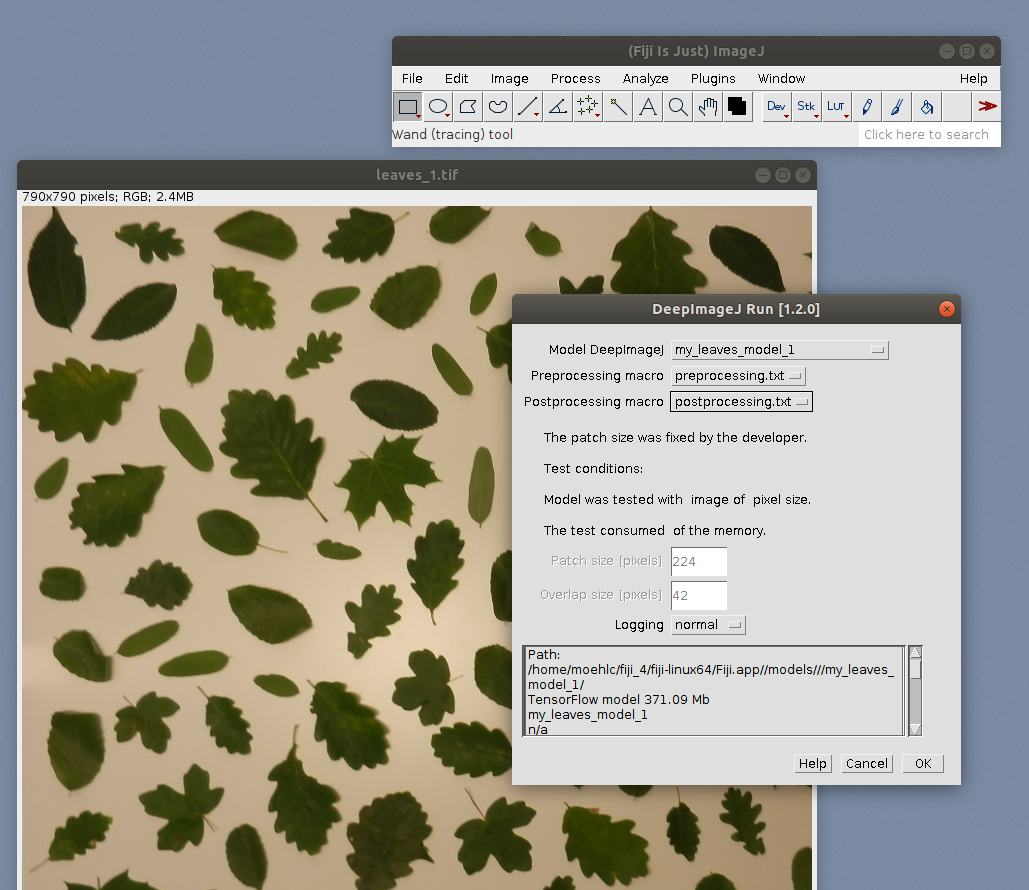 (Fiji Is Just) ImageJ
File Edit Image Process Analyze Plugins Window Help
Dev Stk LUT
Wand (tracing) tool Click here to search
leaves_1.tif
790x790 pixels; RGB; 2.4MB
DeepImageJ Run [1.2.0]
Model DeepImageJ my_leaves_model_1
Preprocessing macro preprocessing.txt
Postprocessing macro postprocessing.txt
The patch size was fixed by the developer.
Test conditions:
Model was tested with  image of  pixel size.
The test consumed  of the memory.
Patch size [pixels] 224
Overlap size [pixels] 42
Logging normal
Path:
/home/moehlc/fiji_4/fiji-linux64/Fiji.app//models///my_leaves_
model_1/
TensorFlow model 371.09 Mb
my_leaves_model_1
n/a
Help Cancel OK